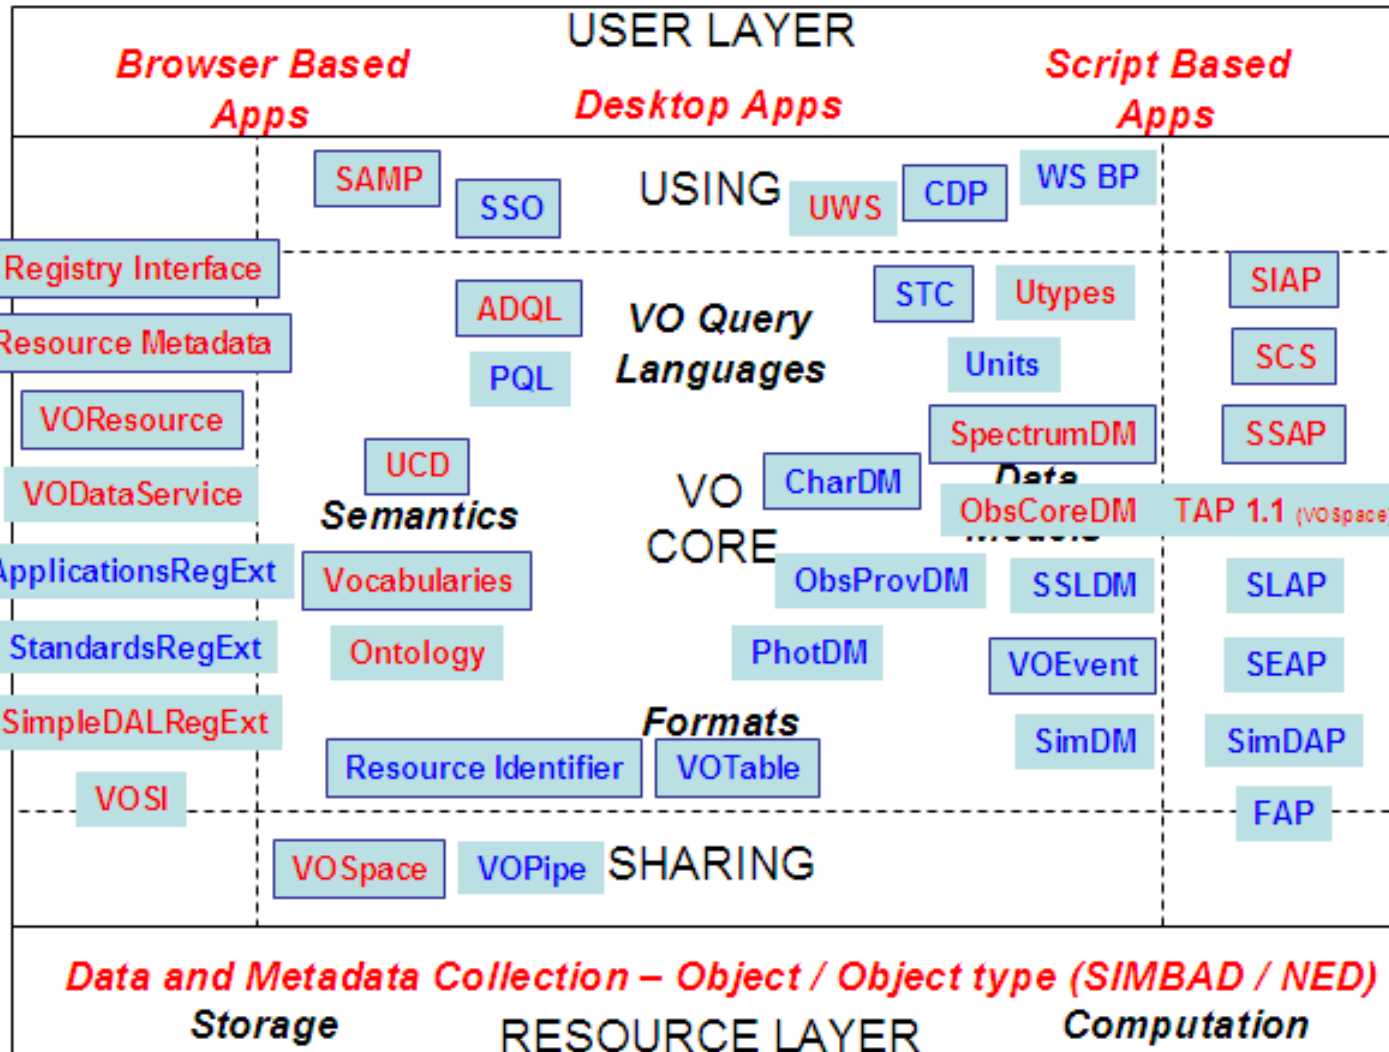 USER LAYER
Browser Based
Apps
Desktop Apps
Script Based
Apps
SAMP
SSO
USING
UWS
CDP
WS BP
Registry Interface
Resource Metadata
VOResource
VODataService
ApplicationsRegExt
StandardsRegExt
SimpleDALRegExt
VOSI
ADQL
PQL
VO Query
Languages
STC
Utypes
Units
SIAP
SCS
SSAP
UCD
Semantics
Vocabularies
Ontology
VO
CORE
CharDM
SpectrumDM
Data
ObsCoreDM
Models
TAP 1.1 (VOSpace)
ObsProvDM
SSLDM
SLAP
PhotDM
VOEvent
SEAP
SimDM
SimDAP
FAP
Formats
Resource Identifier
VOTable
VOSpace
VOPipe
SHARING
Data and Metadata Collection – Object / Object type (SIMBAD / NED)
Storage
RESOURCE LAYER
Computation